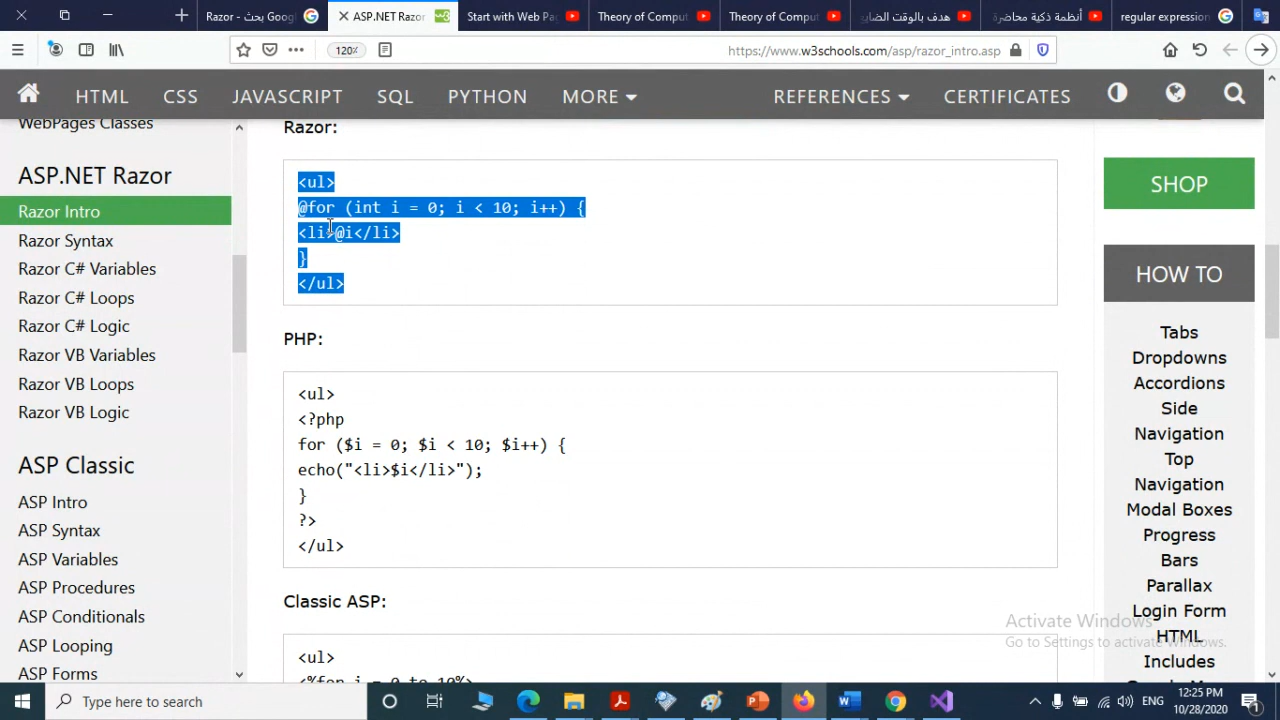 Razor - بحث Googl
ASP.NET Razor
Start with Web Pa
Theory of Comput
Theory of Comput
هدف بالوقت الضايع
أنظمة ذكية محاضرة
regular expression
120%
https://www.w3schools.com/asp/razor_intro.asp
HTML CSS JAVASCRIPT SQL PYTHON MORE REFERENCES CERTIFICATES
WebPages Classes
ASP.NET Razor
Razor Intro
Razor Syntax
Razor C# Variables
Razor C# Loops
Razor C# Logic
Razor VB Variables
Razor VB Loops
Razor VB Logic
ASP Classic
ASP Intro
ASP Syntax
ASP Variables
ASP Procedures
ASP Conditionals
ASP Looping
ASP Forms
Razor:
<ul>
@for (int i = 0; i < 10; i++) {
<li>@i</li>
}
</ul>
PHP:
<ul>
<?php
for ($i = 0; $i < 10; $i++) {
echo("<li>$i</li>");
}
?>
</ul>
Classic ASP:
<ul>
<%for i = 0 to 10%>
SHOP
HOW TO
Tabs
Dropdowns
Accordions
Side
Navigation
Top
Navigation
Modal Boxes
Progress
Bars
Parallax
Login Form
HTML
Includes
Activate Windows
Go to Settings to activate Windows.
Type here to search
ENG
12:25 PM
10/28/2020